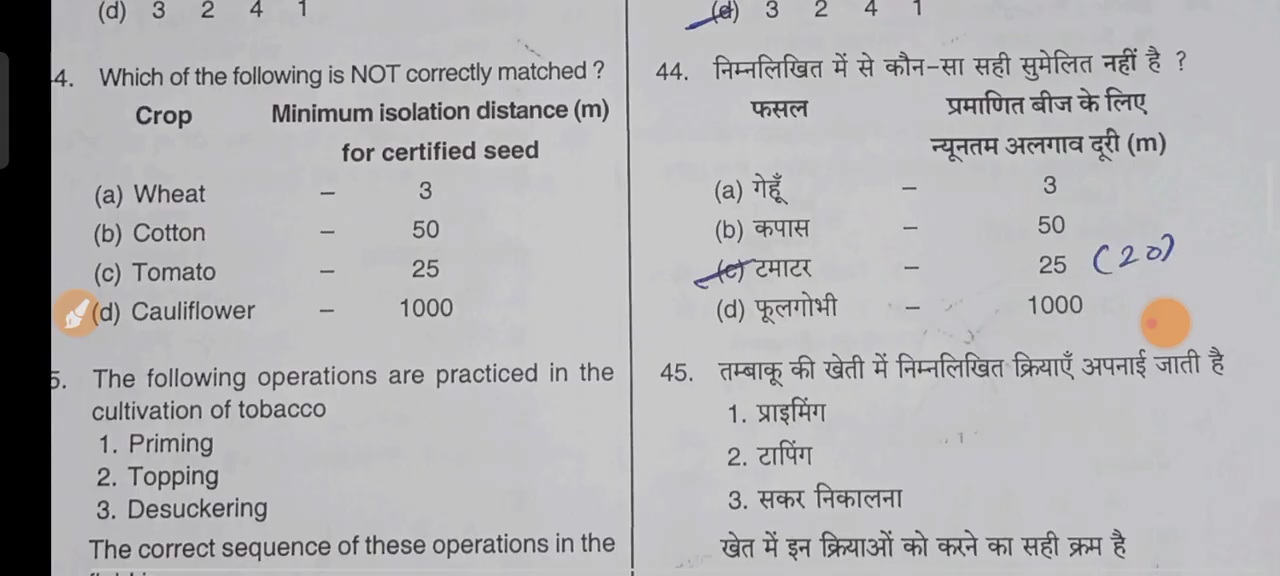 (d) 3 2 4 1
4. Which of the following is NOT correctly matched ?
Crop Minimum isolation distance (m)
for certified seed
(a) Wheat – 3
(b) Cotton – 50
(c) Tomato – 25
(d) Cauliflower – 1000
5. The following operations are practiced in the
cultivation of tobacco
1. Priming
2. Topping
3. Desuckering
The correct sequence of these operations in the
(d) 3 2 4 1
44. निम्नलिखित में से कौन-सा सही सुमेलित नहीं है ?
फसल प्रमाणित बीज के लिए
न्यूनतम अलगाव दूरी (m)
(a) गेहूँ – 3
(b) कपास – 50
(c) टमाटर – 25 (20)
(d) फूलगोभी – 1000
45. तम्बाकू की खेती में निम्नलिखित क्रियाएँ अपनाई जाती है
1. प्राइमिंग
2. टापिंग
3. सकर निकालना
खेत में इन क्रियाओं को करने का सही क्रम है